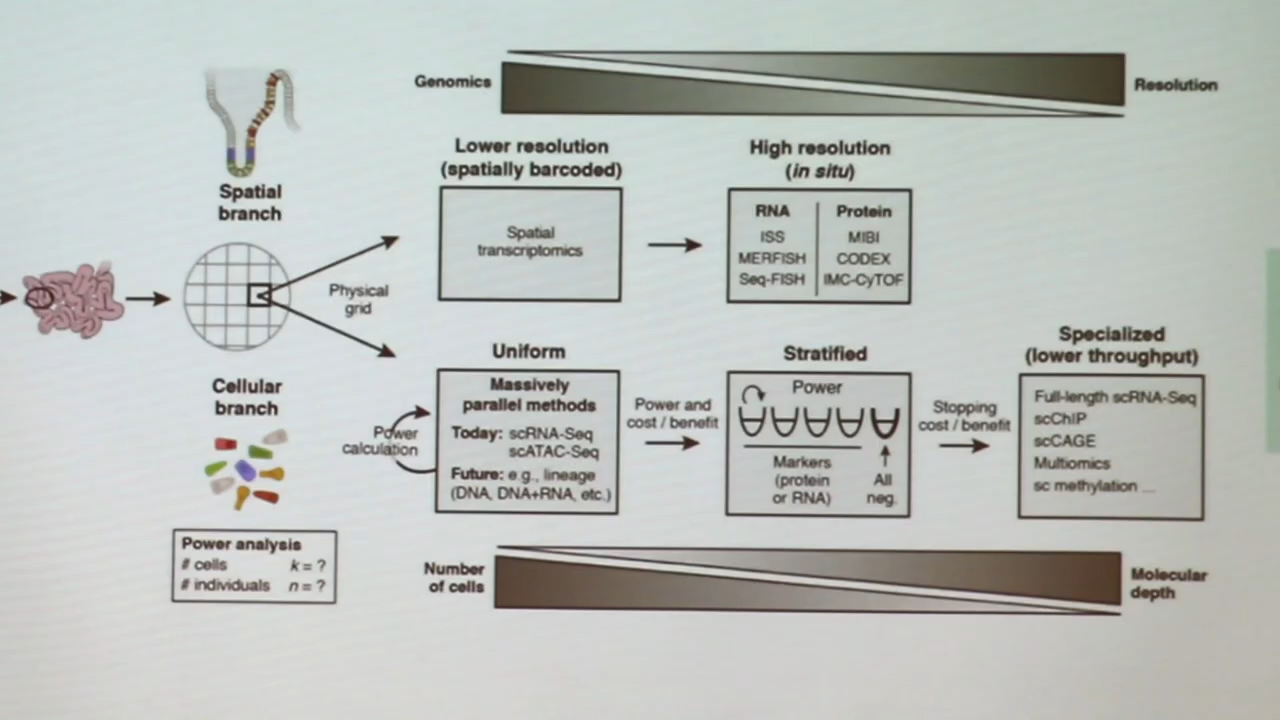 Genomics
Resolution
Lower resolution
(spatially barcoded)
High resolution
(in situ)
Spatial
branch
Spatial
transcriptomics
RNA
Protein
ISS
MIBI
MERFISH
CODEX
Seq-FISH
IMC-CyTOF
Physical
grid
Cellular
branch
Uniform
Stratified
Specialized
(lower throughput)
Massively
parallel methods
Today: scRNA-Seq
scATAC-Seq
Future: e.g., lineage
(DNA, DNA+RNA, etc.)
Power
calculation
Power and
cost / benefit
Power
Markers
(protein
or RNA)
All
neg.
Stopping
cost / benefit
Full-length scRNA-Seq
scChIP
scCAGE
Multiomics
sc methylation ...
Power analysis
# cells k = ?
# individuals n = ?
Number
of cells
Molecular
depth